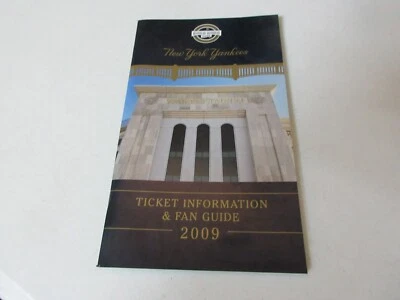 New York Yankees
TICKET INFORMATION
& FAN GUIDE
2009